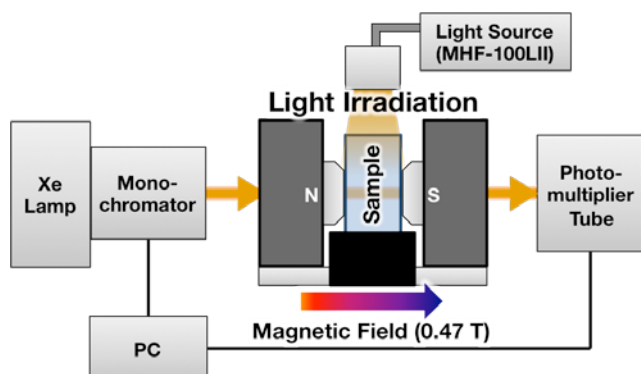 Light Source
(MHF-100LII)
Light Irradiation
Xe
Lamp
Mono-
chromator
N
Sample
S
Photo-
multiplier
Tube
Magnetic Field (0.47 T)
PC